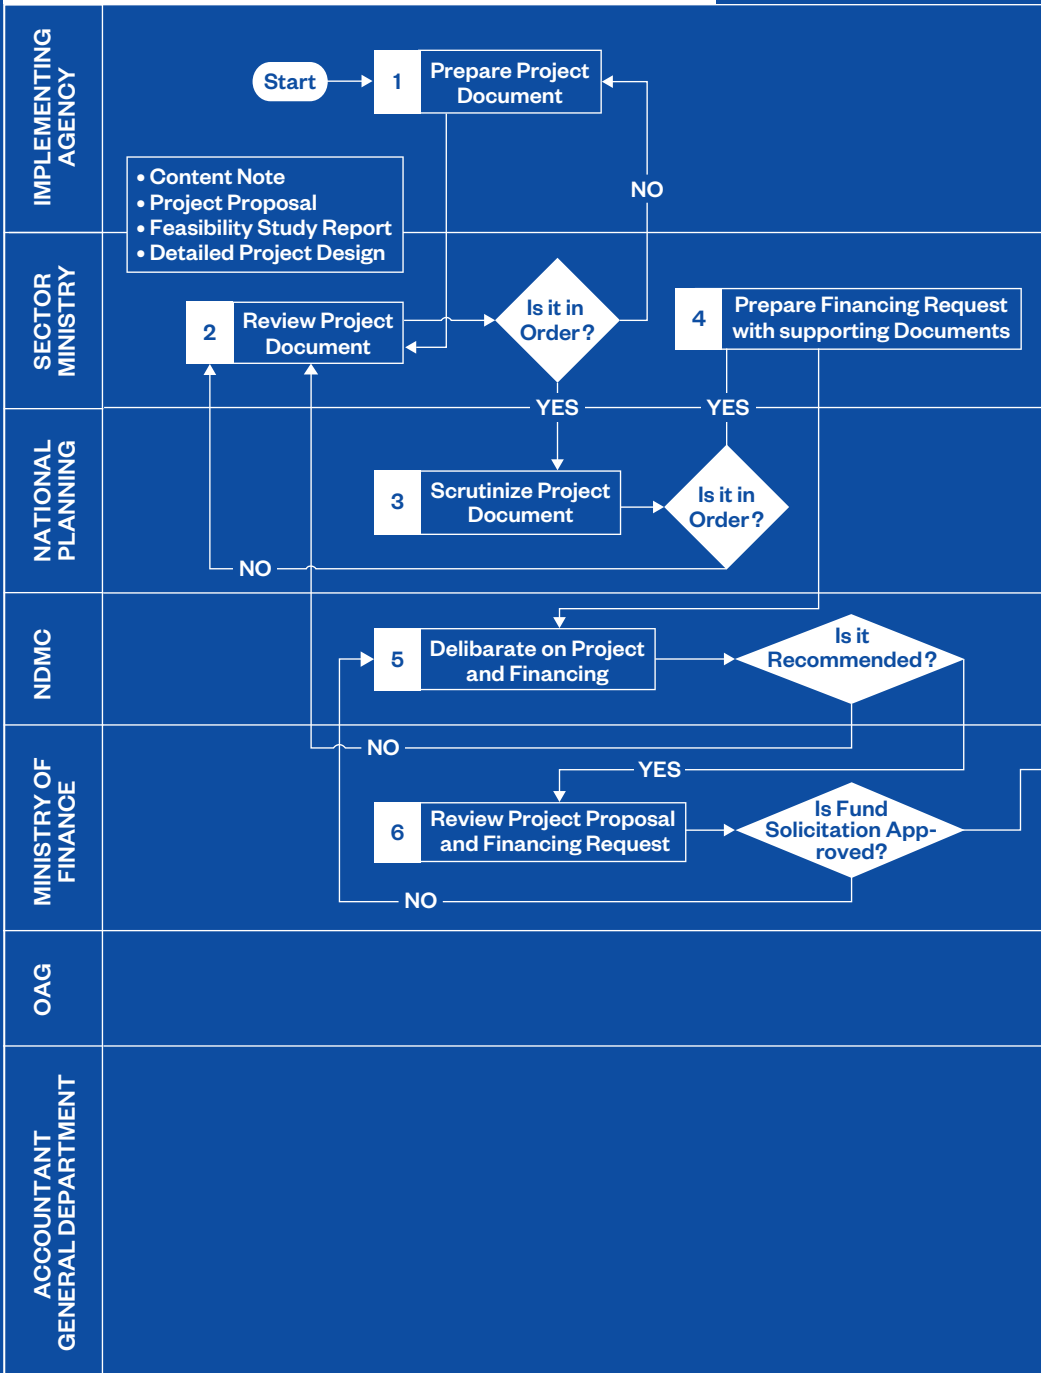 IMPLEMENTING
AGENCY
Start
1
Prepare Project
Document
• Content Note
• Project Proposal
• Feasibility Study Report
• Detailed Project Design
NO
SECTOR
MINISTRY
2
Review Project
Document
Is it in
Order?
4
Prepare Financing Request
with supporting Documents
YES
YES
NATIONAL
PLANNING
3
Scrutinize Project
Document
Is it in
Order?
NO
NDMC
5
Delibarate on Project
and Financing
Is it
Recommended?
NO
YES
MINISTRY OF
FINANCE
6
Review Project Proposal
and Financing Request
Is Fund
Solicitation App-
roved?
NO
OAG
ACCOUNTANT
GENERAL DEPARTMENT